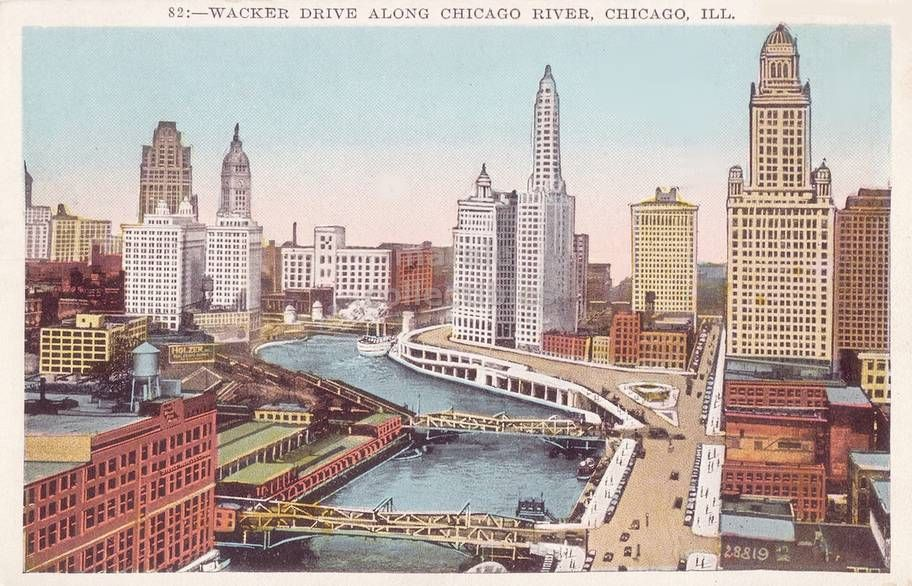 82:—WACKER DRIVE ALONG CHICAGO RIVER, CHICAGO, ILL.
HOLZER
28819